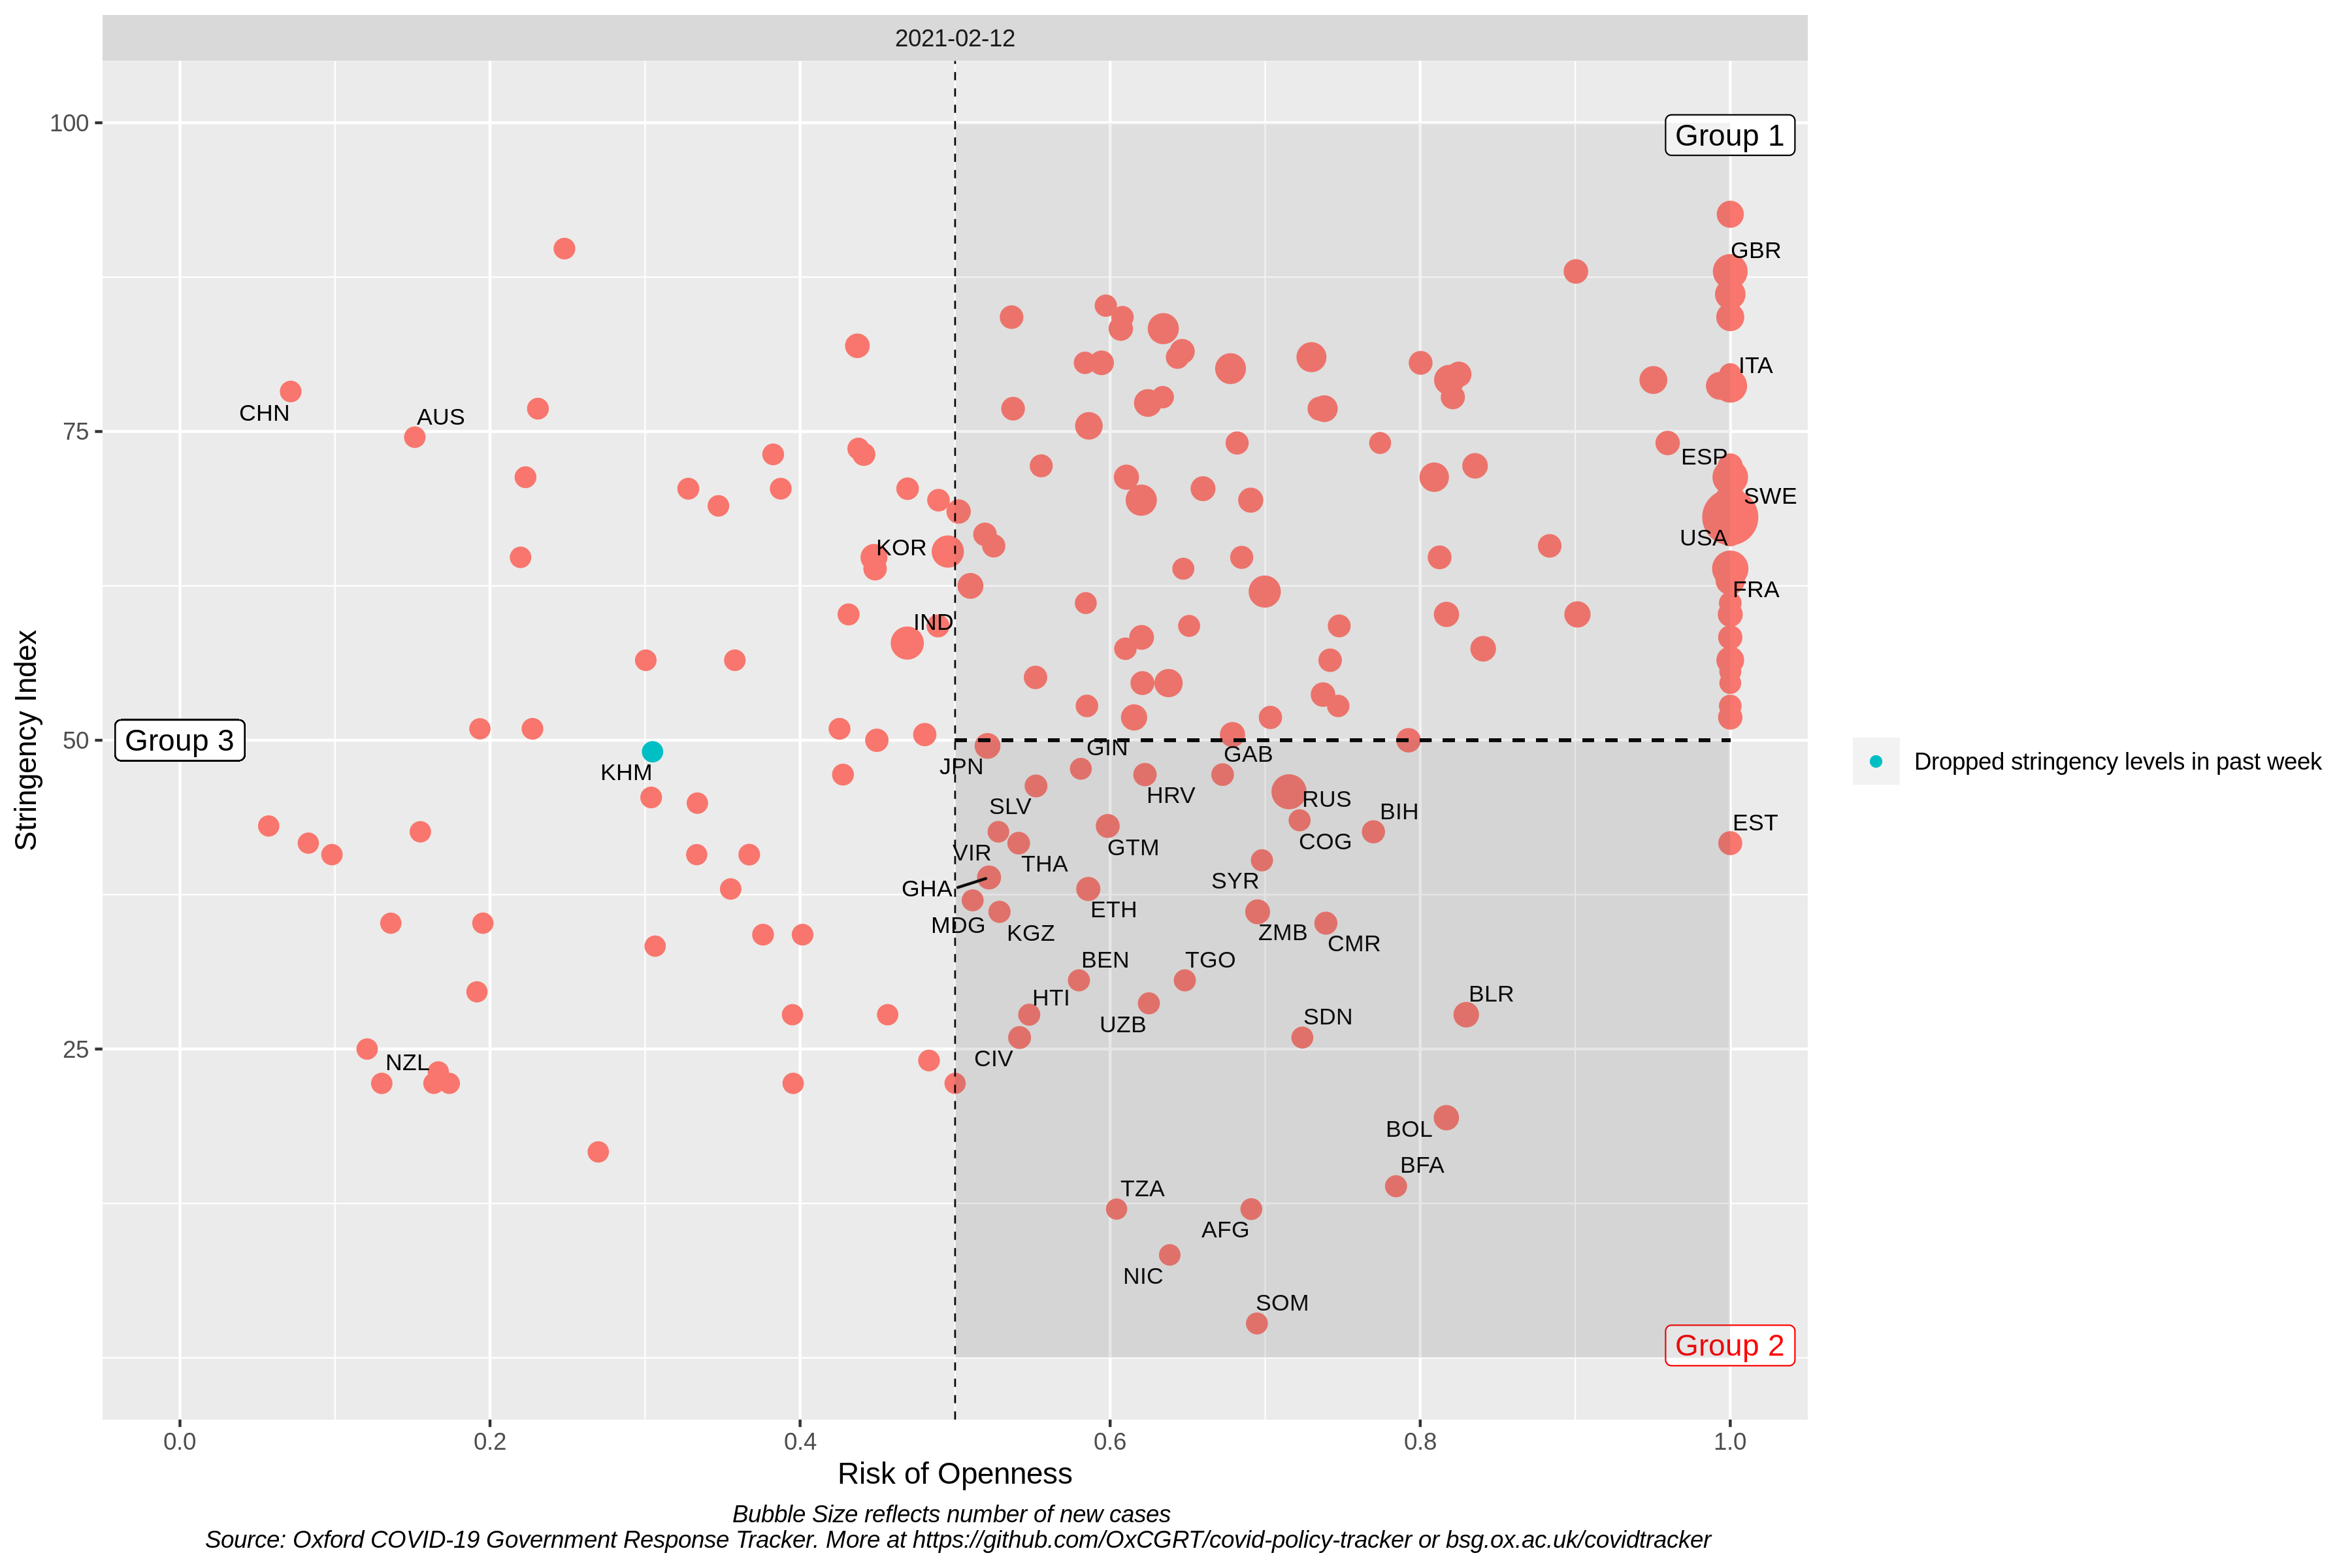 2021-02-12
100
75
50
25
Stringency Index
Group 1
GBR
ITA
CHN
AUS
ESP
SWE
KOR
USA
FRA
IND
Group 3
GIN
GAB
JPN
KHM
HRV
SLV
RUS
BIH
EST
COG
VIR
THA
GTM
SYR
GHA
ETH
MDG
KGZ
ZMB
CMR
BEN
TGO
HTI
BLR
UZB
SDN
CIV
NZL
BOL
BFA
TZA
AFG
NIC
SOM
Group 2
0.0 0.2 0.4 0.6 0.8 1.0
Risk of Openness
Dropped stringency levels in past week
Bubble Size reflects number of new cases
Source: Oxford COVID-19 Government Response Tracker. More at https://github.com/OxCGRT/covid-policy-tracker or bsg.ox.ac.uk/covidtracker